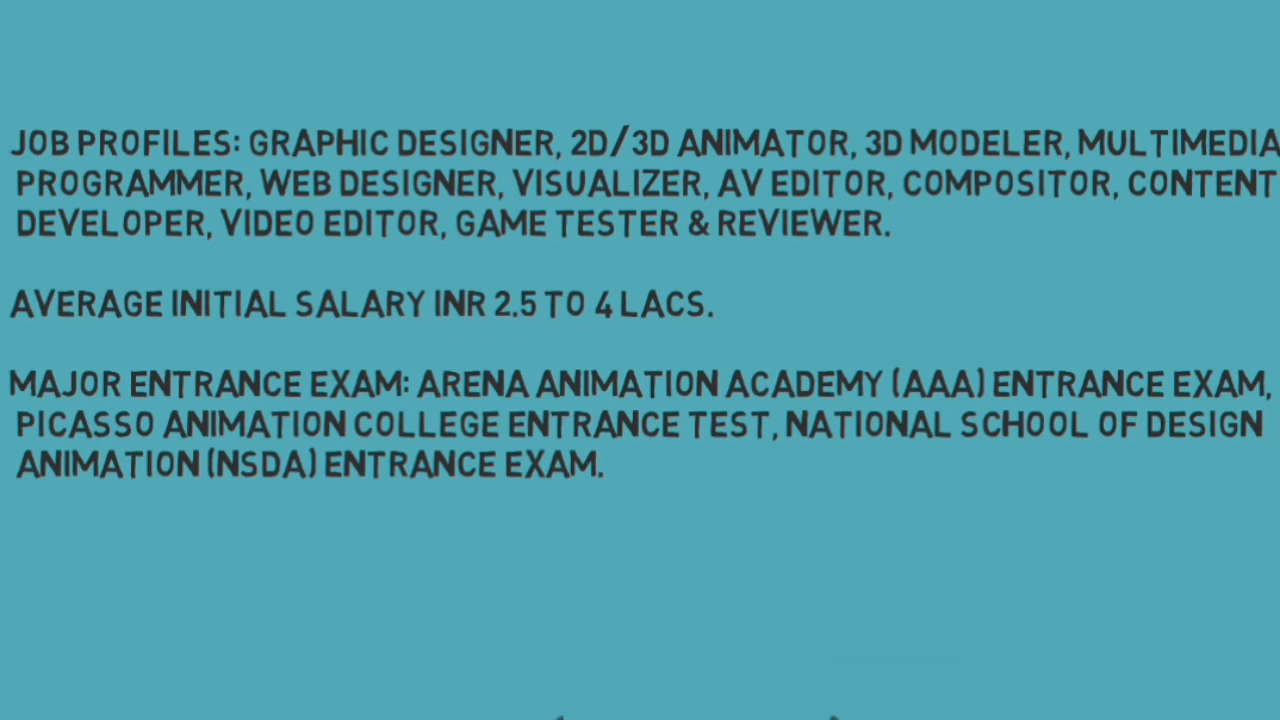 JOB PROFILES: GRAPHIC DESIGNER, 2D/3D ANIMATOR, 3D MODELER, MULTIMEDIA
PROGRAMMER, WEB DESIGNER, VISUALIZER, AV EDITOR, COMPOSITOR, CONTENT
DEVELOPER, VIDEO EDITOR, GAME TESTER & REVIEWER.
AVERAGE INITIAL SALARY INR 2.5 TO 4 LACS.
MAJOR ENTRANCE EXAM: ARENA ANIMATION ACADEMY (AAA) ENTRANCE EXAM,
PICASSO ANIMATION COLLEGE ENTRANCE TEST, NATIONAL SCHOOL OF DESIGN
ANIMATION (NSDA) ENTRANCE EXAM.